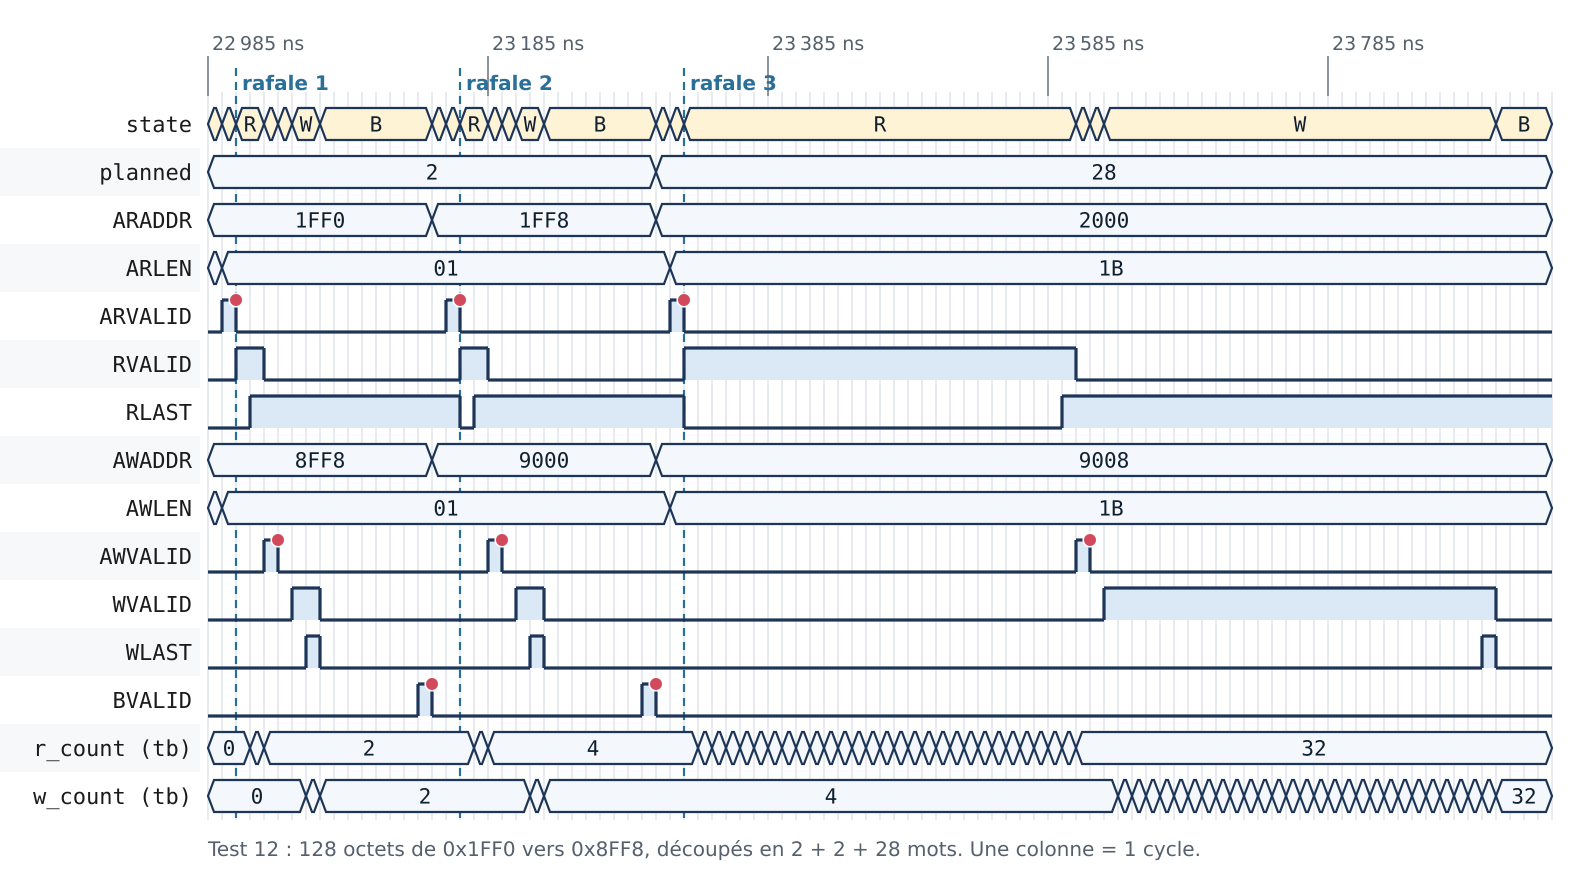 22 985 ns 23 185 ns 23 385 ns 23 585 ns 23 785 ns
rafale 1 rafale 2 rafale 3
state R W B R W B R W B
planned 2 28
ARADDR 1FF0 1FF8 2000
ARLEN 01 1B
ARVALID
RVALID
RLAST
AWADDR 8FF8 9000 9008
AWLEN 01 1B
AWVALID
WVALID
WLAST
BVALID
r_count (tb) 0 2 4 32
w_count (tb) 0 2 4 32
Test 12 : 128 octets de 0x1FF0 vers 0x8FF8, découpés en 2 + 2 + 28 mots. Une colonne = 1 cycle.